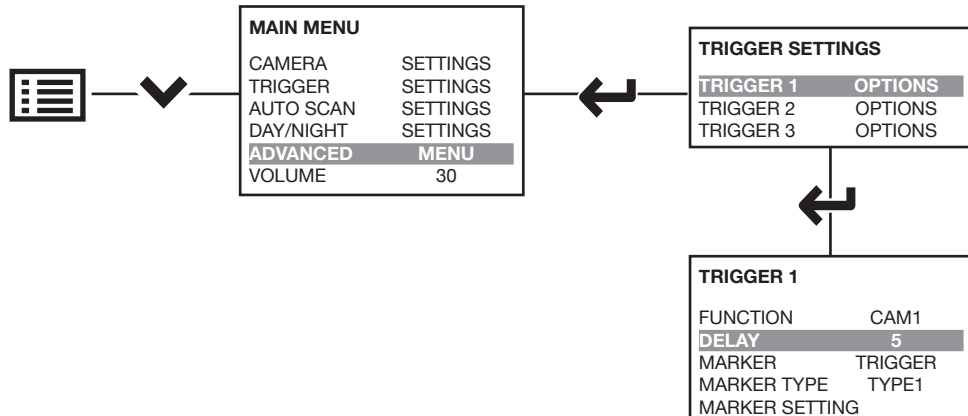 MAIN MENU
CAMERA SETTINGS
TRIGGER SETTINGS
AUTO SCAN SETTINGS
DAY/NIGHT SETTINGS
ADVANCED MENU
VOLUME 30
TRIGGER SETTINGS
TRIGGER 1 OPTIONS
TRIGGER 2 OPTIONS
TRIGGER 3 OPTIONS
TRIGGER 1
FUNCTION CAM1
DELAY 5
MARKER TRIGGER
MARKER TYPE TYPE1
MARKER SETTING